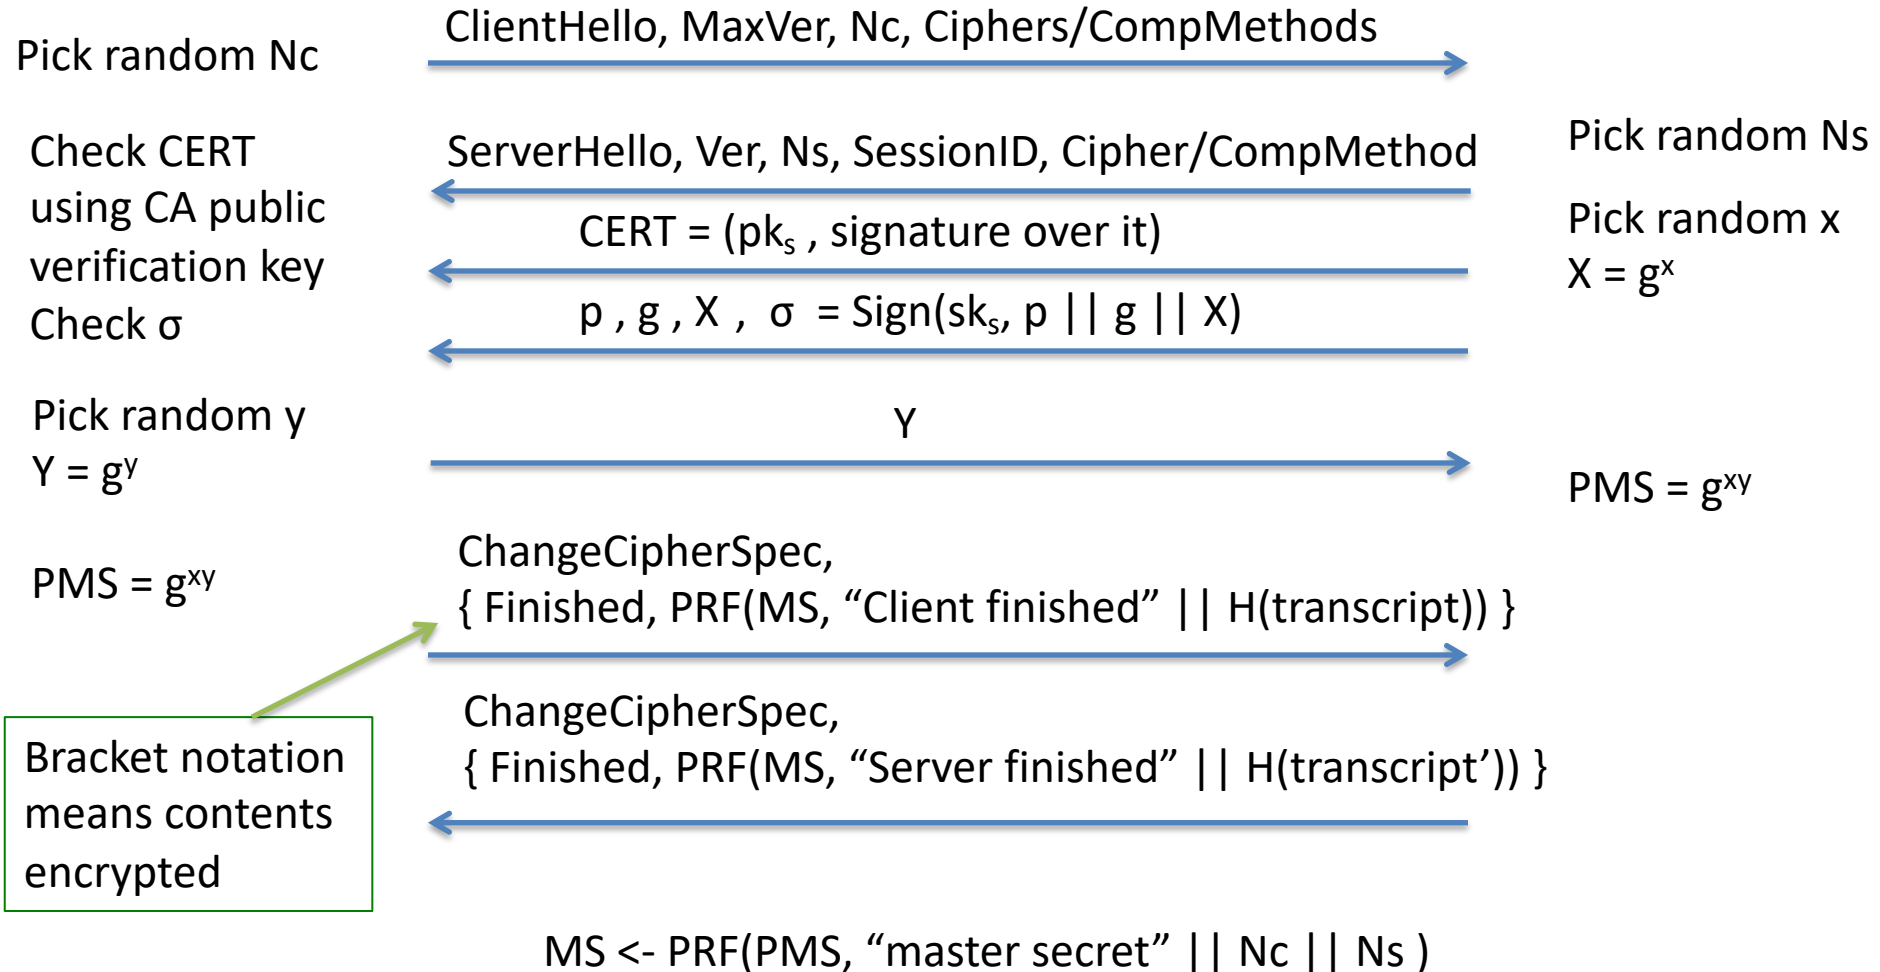 Pick random Nc
ClientHello, MaxVer, Nc, Ciphers/CompMethods
Check CERT
using CA public
verification key
Check σ
ServerHello, Ver, Ns, SessionID, Cipher/CompMethod
CERT = (pkₛ , signature over it)
p , g , X , σ = Sign(skₛ, p || g || X)
Pick random Ns
Pick random x
X = gˣ
Pick random y
Y = gʸ
Y
PMS = gˣʸ
PMS = gˣʸ
ChangeCipherSpec,
{ Finished, PRF(MS, “Client finished” || H(transcript)) }
ChangeCipherSpec,
{ Finished, PRF(MS, “Server finished” || H(transcript’)) }
Bracket notation
means contents
encrypted
MS <- PRF(PMS, “master secret” || Nc || Ns )